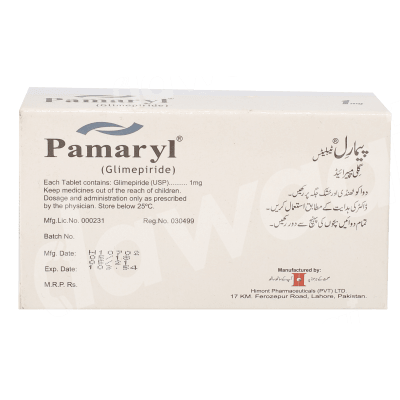 1mg
Pamaryl®
(Glimepiride)
Each Tablet contains: Glimepiride (USP)......... 1mg
Keep medicines out of the reach of children.
Dosage and administration only as prescribed
by the physician. Store below 25°C.
Mfg.Lic.No. 000231 Reg.No. 030499
Batch No.
Mfg. Date:
Exp. Date
M.R.P. Rs.
پیمارل® ٹیبلیٹس
گلیمپرائیڈ
دوا کو ٹھنڈی اور خشک جگہ پر رکھیں۔
ڈاکٹر کی ہدایت کے مطابق استعمال کریں۔
تمام دوائیں بچوں کی پہنچ سے دور رکھیں۔
Manufactured by:
Himont Pharmaceuticals (PVT) LTD.
17 KM. Ferozepur Road, Lahore, Pakistan.